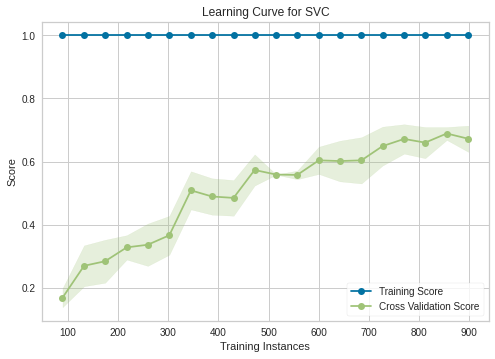 Learning Curve for SVC
1.0
0.8
0.6
0.4
0.2
Score
100 200 300 400 500 600 700 800 900
Training Instances
Training Score
Cross Validation Score